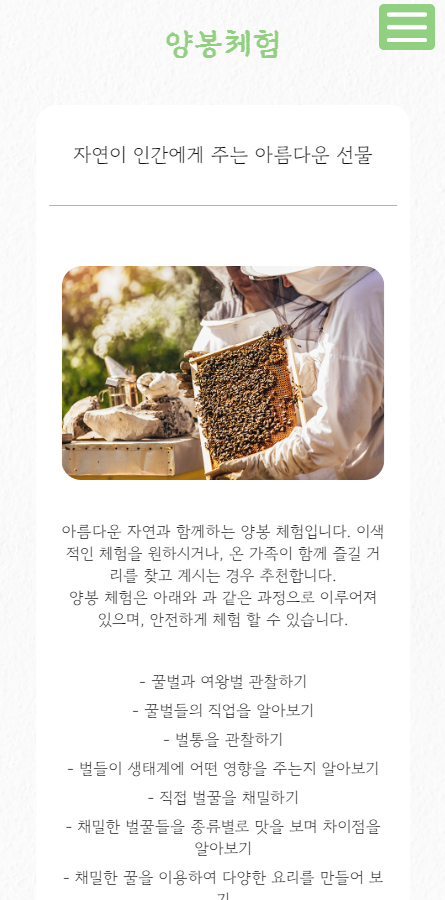 양봉체험
자연이 인간에게 주는 아름다운 선물
아름다운 자연과 함께하는 양봉 체험입니다. 이색
적인 체험을 원하시거나, 온 가족이 함께 즐길 거
리를 찾고 계시는 경우 추천합니다.
양봉 체험은 아래와 과 같은 과정으로 이루어져
있으며, 안전하게 체험 할 수 있습니다.
- 꿀벌과 여왕벌 관찰하기
- 꿀벌들의 직업을 알아보기
- 벌통을 관찰하기
- 벌들이 생태계에 어떤 영향을 주는지 알아보기
- 직접 벌꿀을 채밀하기
- 채밀한 벌꿀들을 종류별로 맛을 보며 차이점을
알아보기
- 채밀한 꿀을 이용하여 다양한 요리를 만들어 보
기